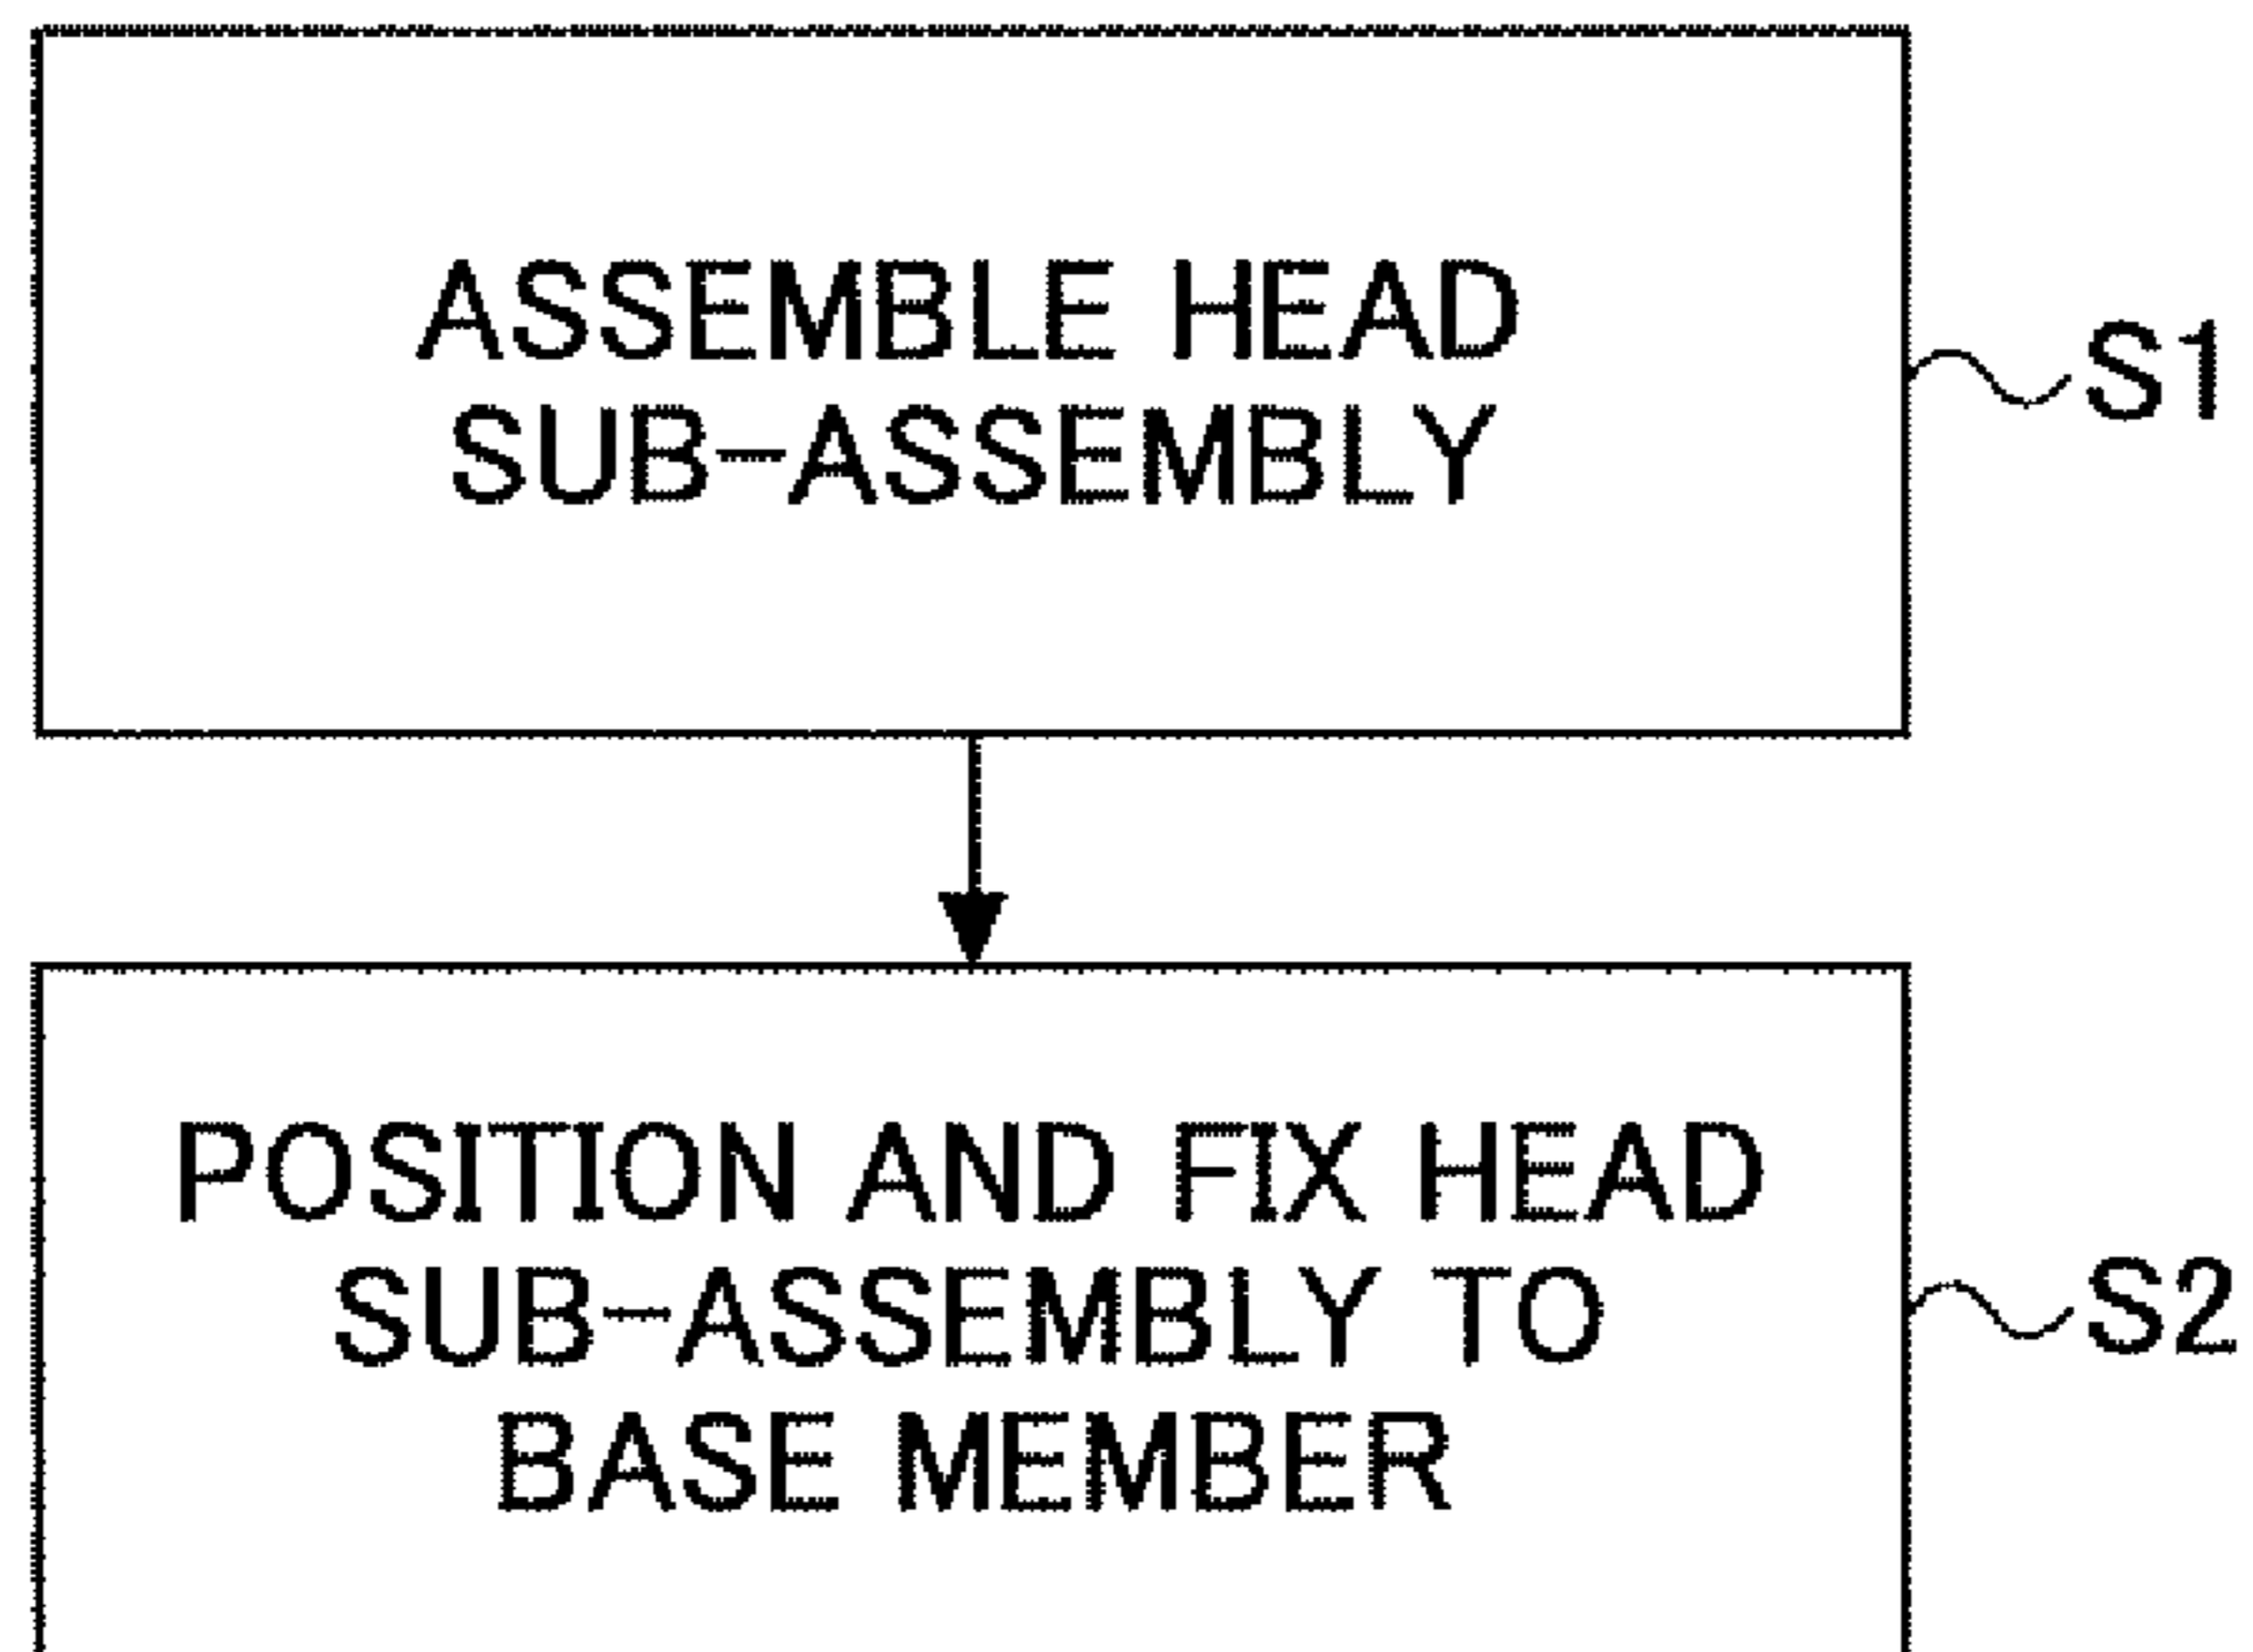 ASSEMBLE HEAD
SUB-ASSEMBLY
S1
POSITION AND FIX HEAD
SUB-ASSEMBLY TO
BASE MEMBER
S2